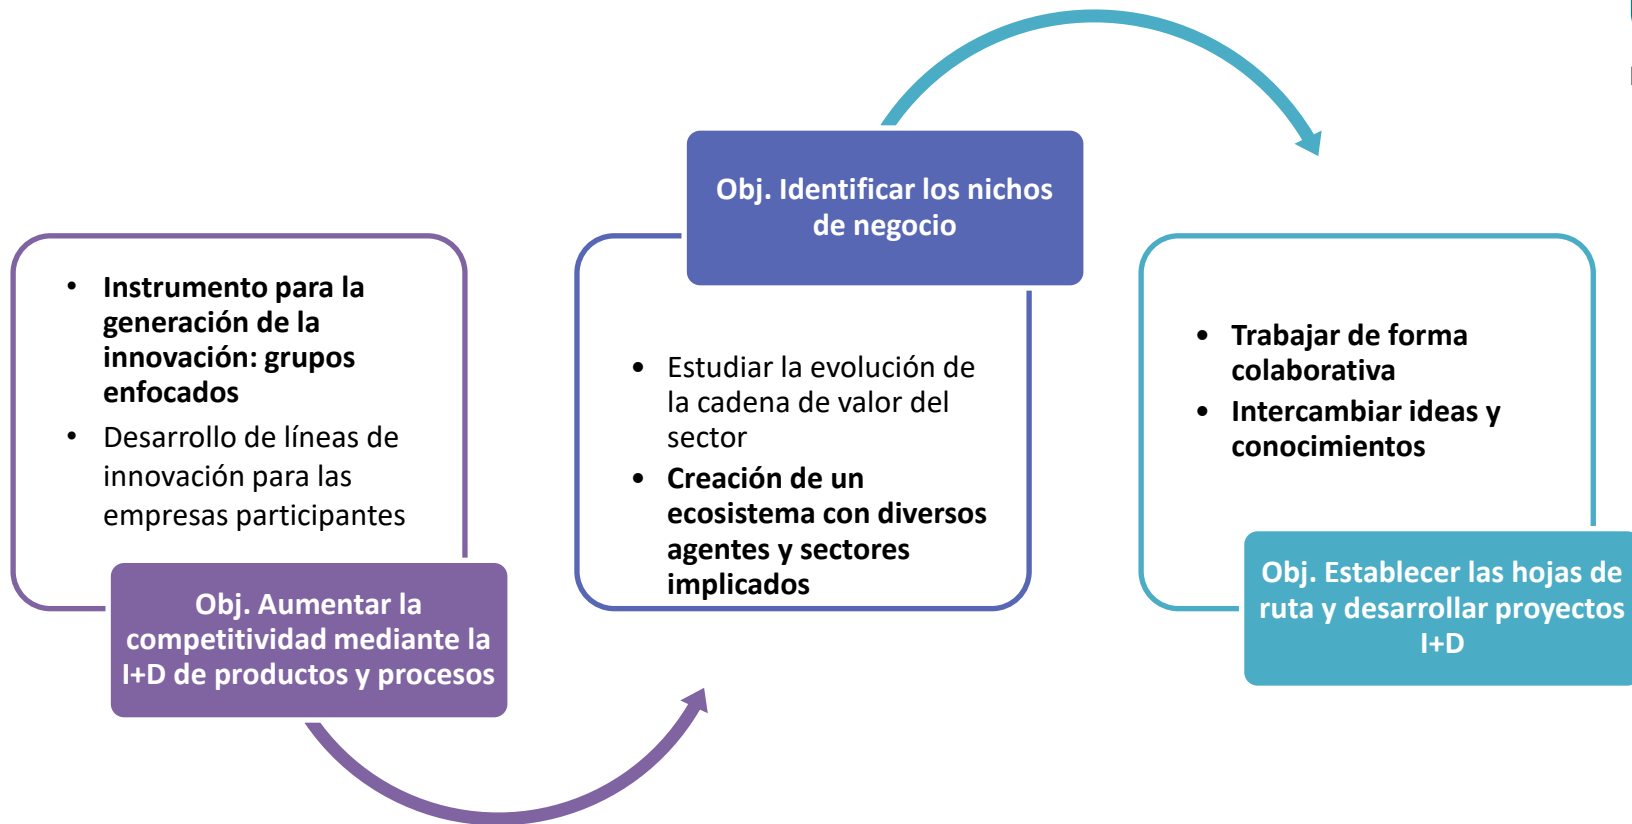 • Instrumento para la
generación de la
innovación: grupos
enfocados
• Desarrollo de líneas de
innovación para las
empresas participantes
Obj. Aumentar la
competitividad mediante la
I+D de productos y procesos
Obj. Identificar los nichos
de negocio
• Estudiar la evolución de
la cadena de valor del
sector
• Creación de un
ecosistema con diversos
agentes y sectores
implicados
• Trabajar de forma
colaborativa
• Intercambiar ideas y
conocimientos
Obj. Establecer las hojas de
ruta y desarrollar proyectos
I+D